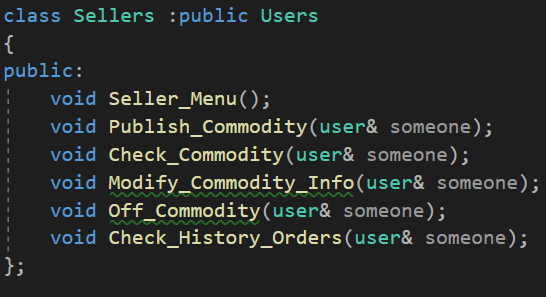 class Sellers :public Users
{
public:
    void Seller_Menu();
    void Publish_Commodity(user& someone);
    void Check_Commodity(user& someone);
    void Modify_Commodity_Info(user& someone);
    void Off_Commodity(user& someone);
    void Check_History_Orders(user& someone);
};